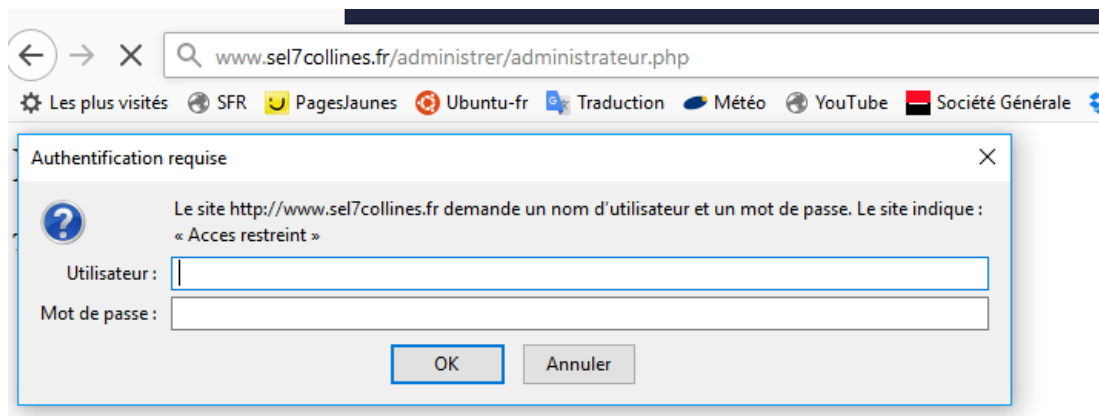 www.sel7collines.fr/administrer/administrateur.php
Les plus visités SFR PagesJaunes Ubuntu-fr Traduction Météo YouTube Société Générale
Authentification requise
Le site http://www.sel7collines.fr demande un nom d'utilisateur et un mot de passe. Le site indique :
« Acces restreint »
Utilisateur :
Mot de passe :
OK Annuler